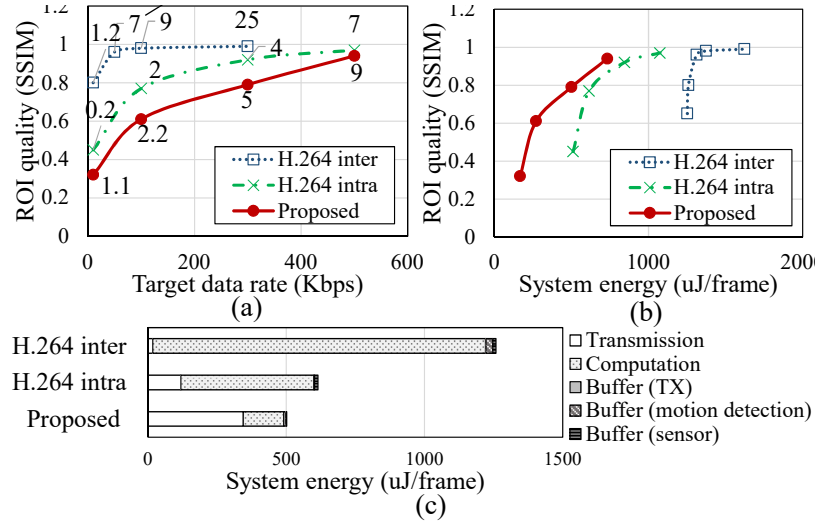 1.2
1
0.8
0.6
0.4
0.2
0
0
200
400
600
ROI quality (SSIM)
Target data rate (Kbps)
1.2
7
9
25
7
0.2
2
4
1.1
2.2
5
9
H.264 inter
H.264 intra
Proposed
(a)
1.2
1
0.8
0.6
0.4
0.2
0
0
1000
2000
ROI quality (SSIM)
System energy (uJ/frame)
H.264 inter
H.264 intra
Proposed
(b)
H.264 inter
H.264 intra
Proposed
0
500
1000
1500
System energy (uJ/frame)
Transmission
Computation
Buffer (TX)
Buffer (motion detection)
Buffer (sensor)
(c)